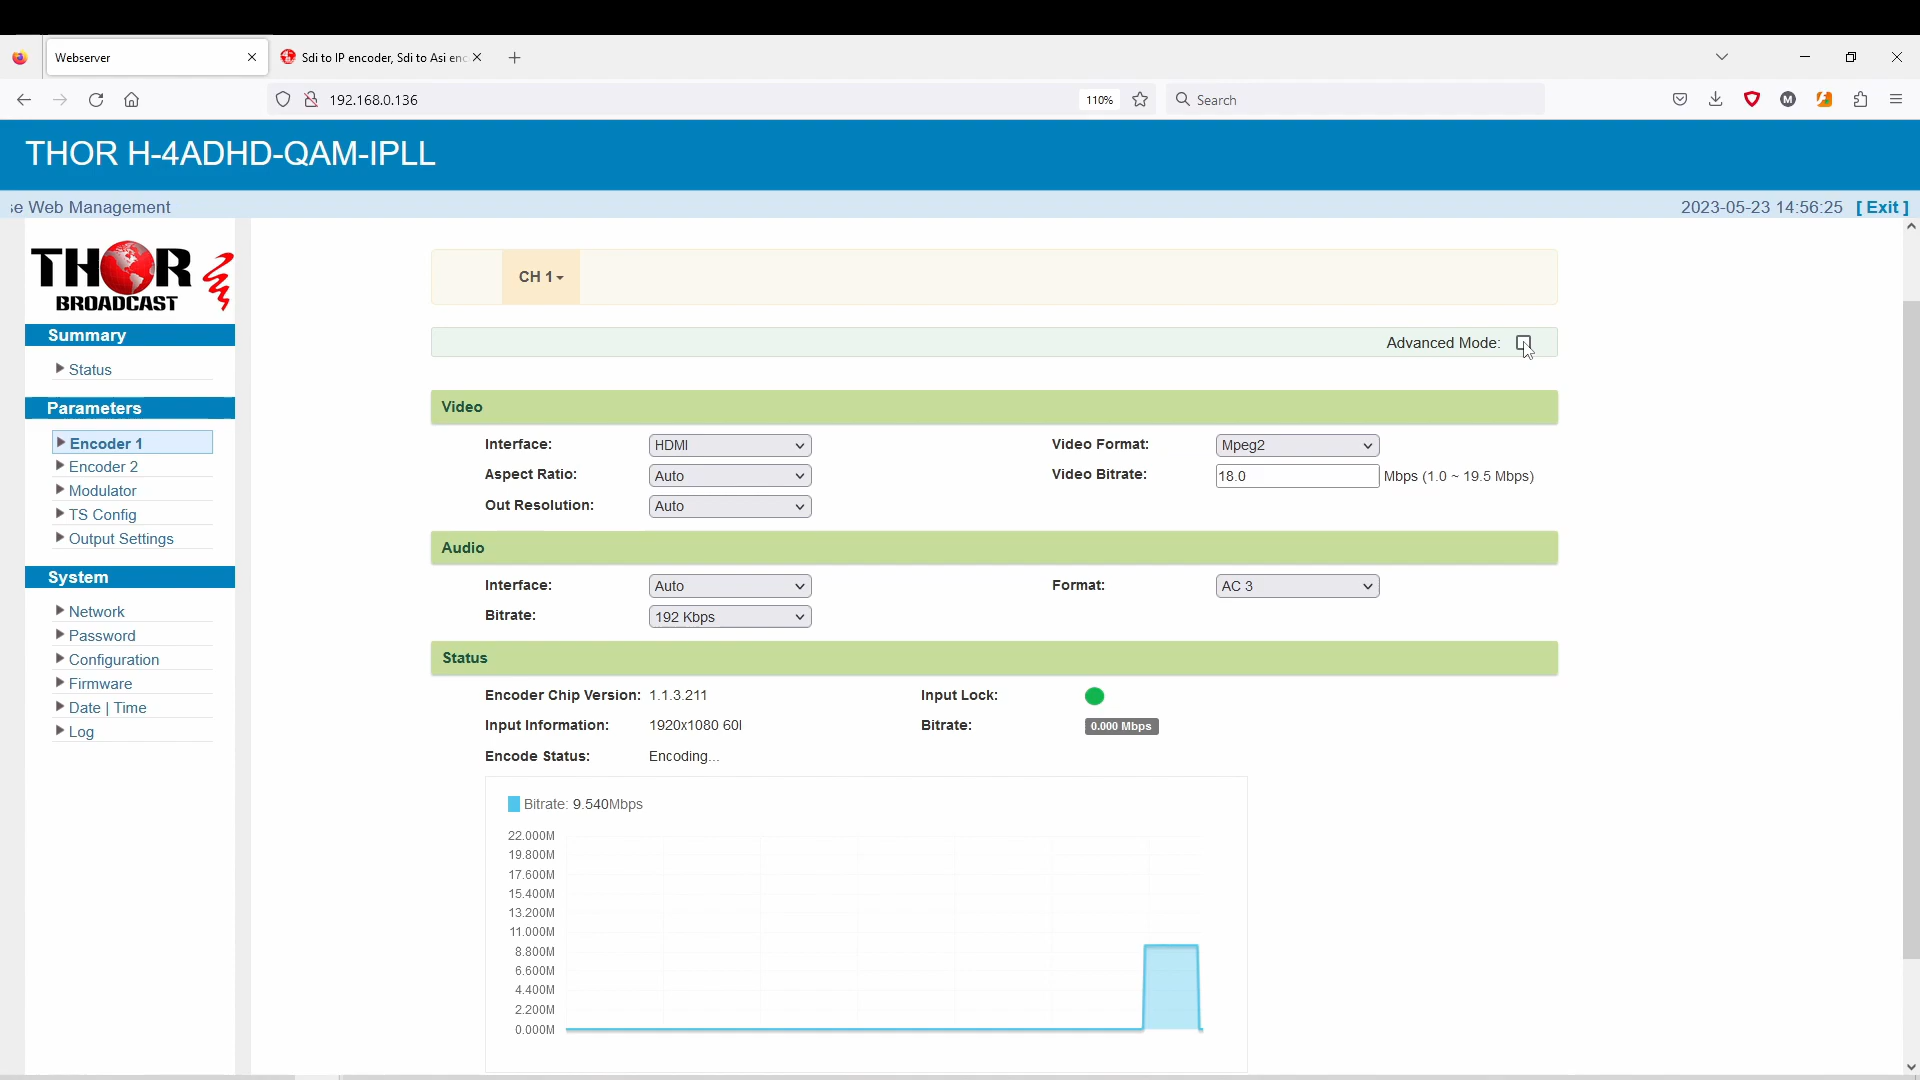 Webserver
Sdi to IP encoder, Sdi to Asi enc
192.168.0.136
110%
Search
M
THOR H-4ADHD-QAM-IPLL
se Web Management
2023-05-23 14:56:25 [ Exit ]
THOR
BROADCAST
Summary
Status
Parameters
Encoder 1
Encoder 2
Modulator
TS Config
Output Settings
System
Network
Password
Configuration
Firmware
Date | Time
Log
CH 1
Advanced Mode:
Video
Interface: HDMI Video Format: Mpeg2
Aspect Ratio: Auto Video Bitrate: 18.0 Mbps (1.0 ~ 19.5 Mbps)
Out Resolution: Auto
Audio
Interface: Auto Format: AC 3
Bitrate: 192 Kbps
Status
Encoder Chip Version: 1.1.3.211 Input Lock:
Input Information: 1920x1080 60I Bitrate: 0.000 Mbps
Encode Status: Encoding...
Bitrate: 9.540Mbps
22.000M
19.800M
17.600M
15.400M
13.200M
11.000M
8.800M
6.600M
4.400M
2.200M
0.000M